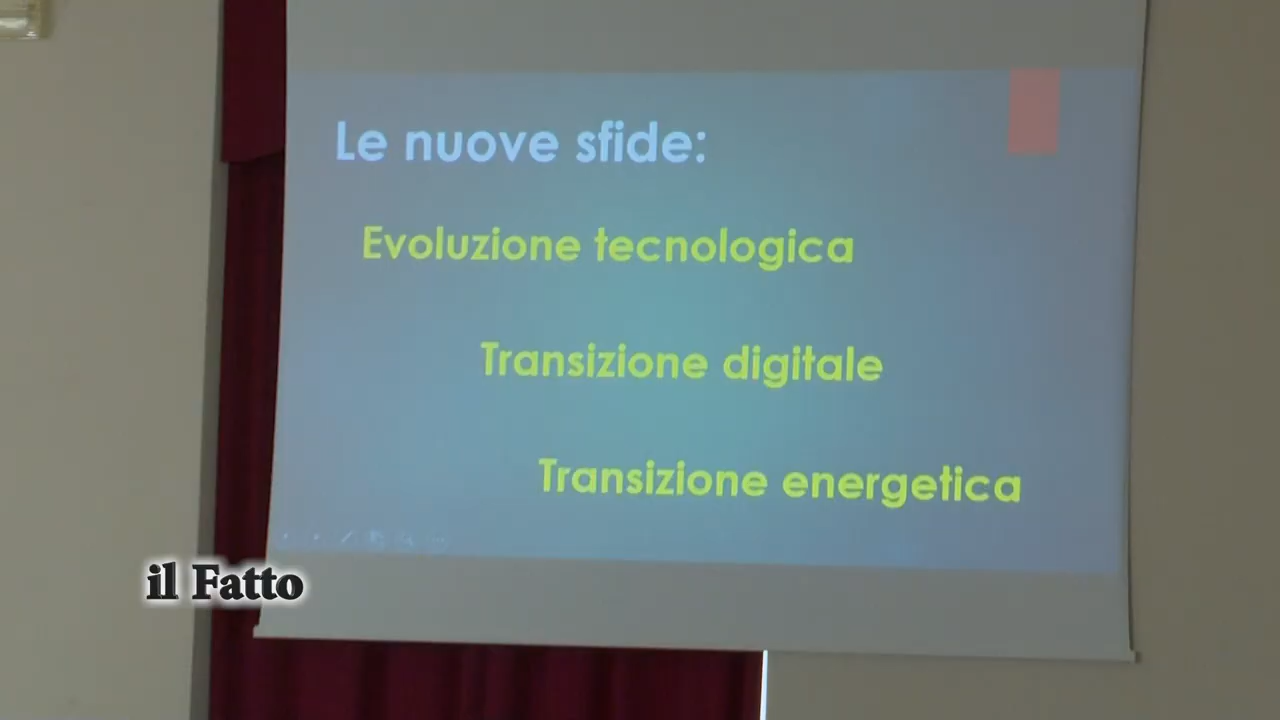 Le nuove sfide:
Evoluzione tecnologica
Transizione digitale
Transizione energetica
il Fatto